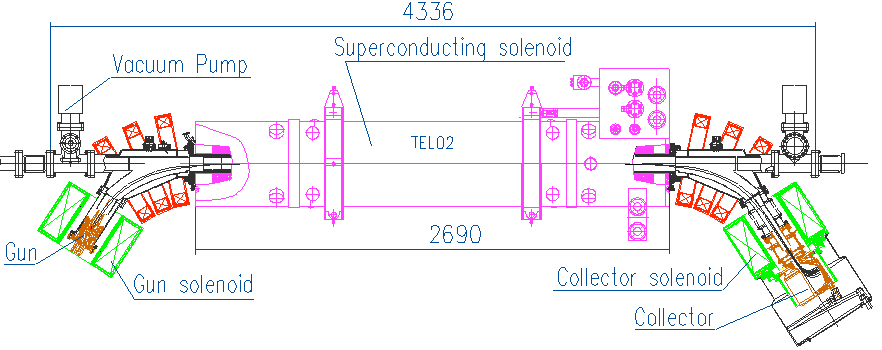 4336
Superconducting solenoid
Vacuum Pump
TEL02
2690
Gun
Gun solenoid
Collector solenoid
Collector